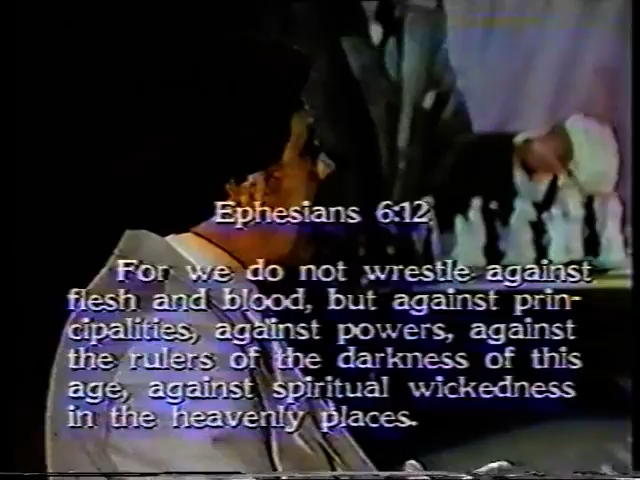 Ephesians 6:12
For we do not wrestle against
flesh and blood, but against prin-
cipalities, against powers, against
the rulers of the darkness of this
age, against spiritual wickedness
in the heavenly places.